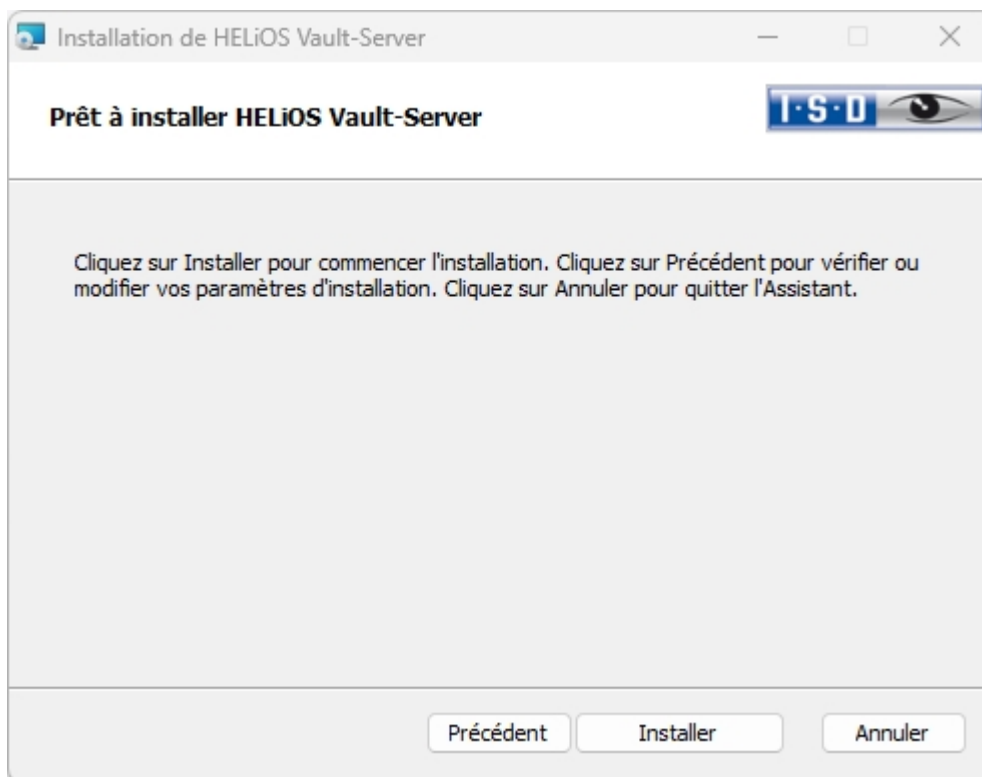 Installation de HELiOS Vault-Server
Prêt à installer HELiOS Vault-Server
I·S·D
Cliquez sur Installer pour commencer l'installation. Cliquez sur Précédent pour vérifier ou
modifier vos paramètres d'installation. Cliquez sur Annuler pour quitter l'Assistant.
Précédent
Installer
Annuler